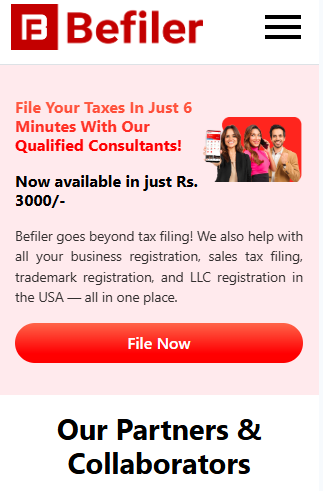 Befiler
File Your Taxes In Just 6
Minutes With Our
Qualified Consultants!
Now available in just Rs.
3000/-
Befiler goes beyond tax filing! We also help with
all your business registration, sales tax filing,
trademark registration, and LLC registration in
the USA — all in one place.
File Now
Our Partners &
Collaborators